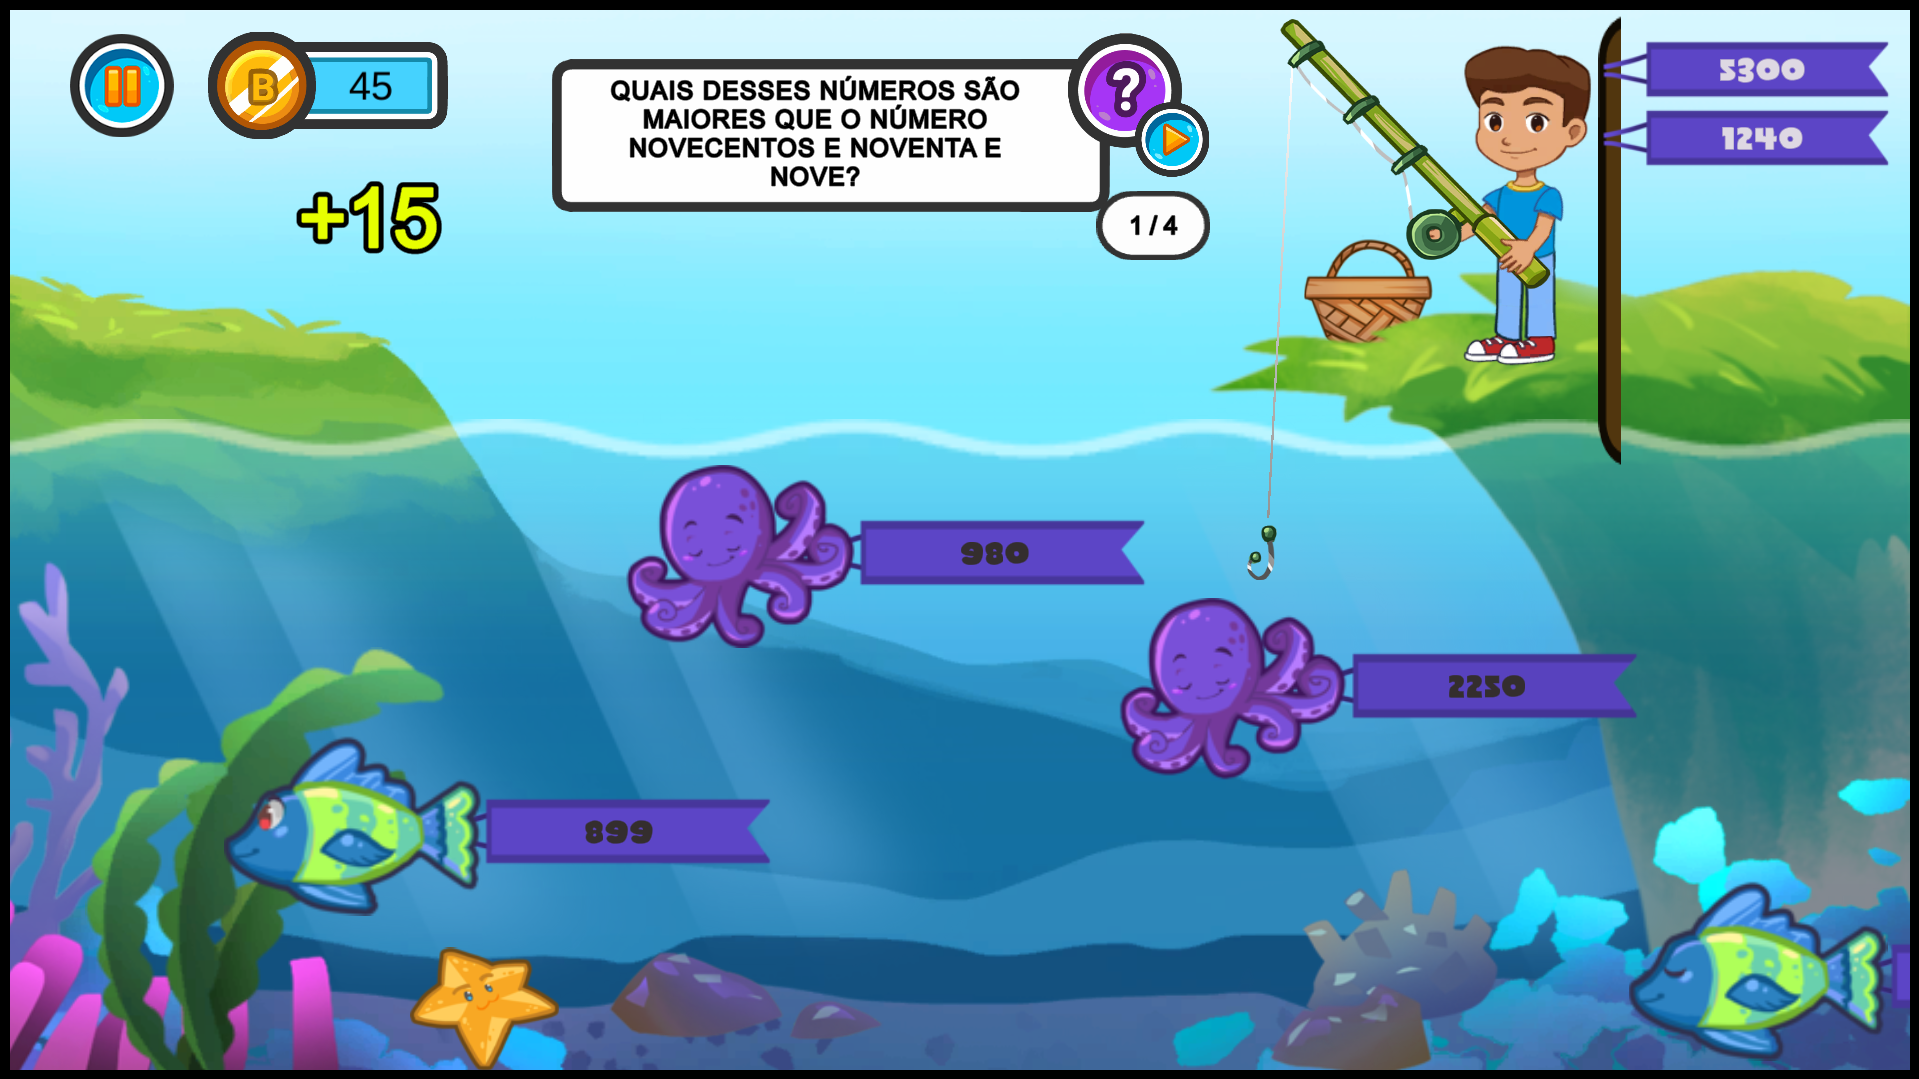 B
45
+15
QUAIS DESSES NÚMEROS SÃO
MAIORES QUE O NÚMERO
NOVECENTOS E NOVENTA E
NOVE?
?
1 / 4
5300
1240
980
2250
899